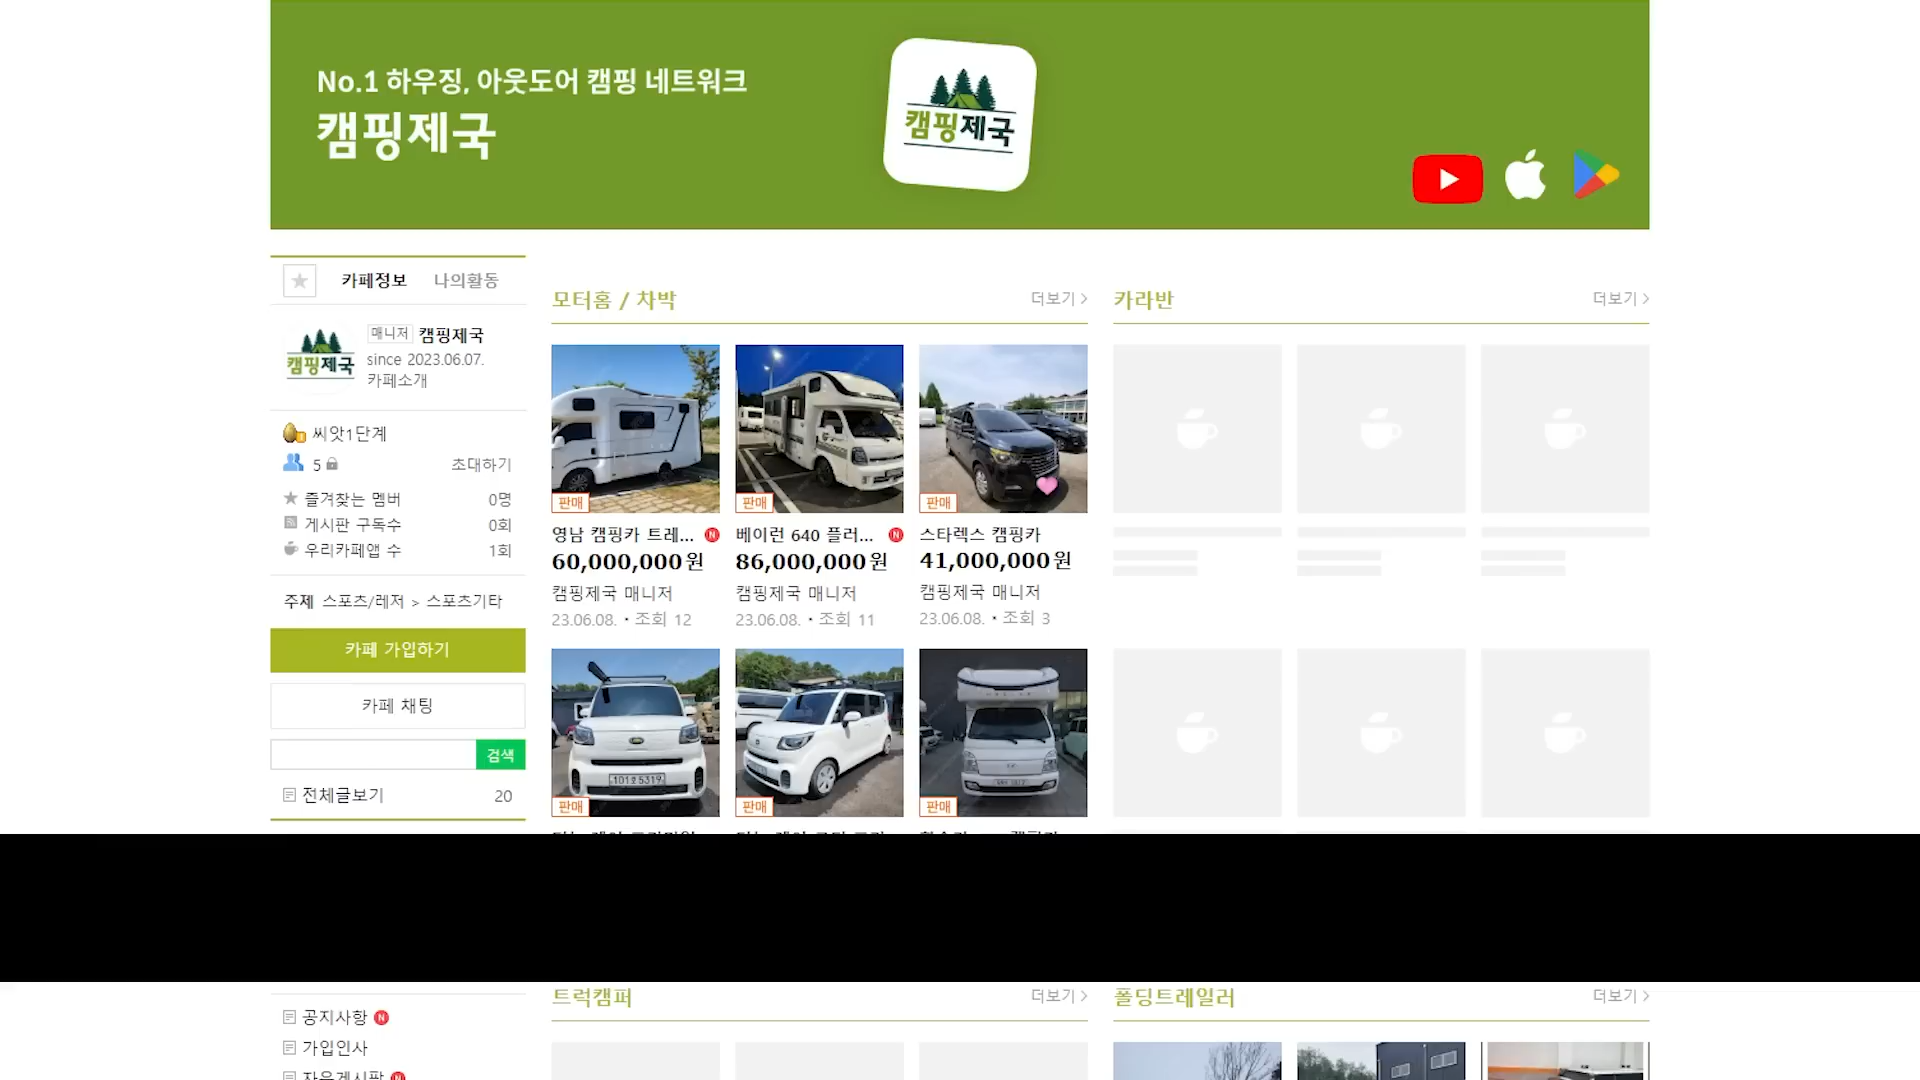 No.1 하우징, 아웃도어 캠핑 네트워크
캠핑제국
캠핑제국
카페정보 나의활동
캠핑제국
매니저 캠핑제국
since 2023.06.07.
카페소개
씨앗1단계
5 초대하기
즐겨찾는 멤버 0명
게시판 구독수 0회
우리카페앱 수 1회
주제 스포츠/레저 > 스포츠기타
카페 가입하기
카페 채팅
검색
전체글보기 20
공지사항 N
가입인사
자유게시판 N
모터홈 / 차박 더보기 >
판매 판매 판매
영남 캠핑카 트레... N
60,000,000원
캠핑제국 매니저
23.06.08. · 조회 12
베이런 640 플러... N
86,000,000원
캠핑제국 매니저
23.06.08. · 조회 11
스타렉스 캠핑카
41,000,000원
캠핑제국 매니저
23.06.08. · 조회 3
5319
판매 판매 판매
카라반 더보기 >
트럭캠퍼 더보기 >
폴딩트레일러 더보기 >